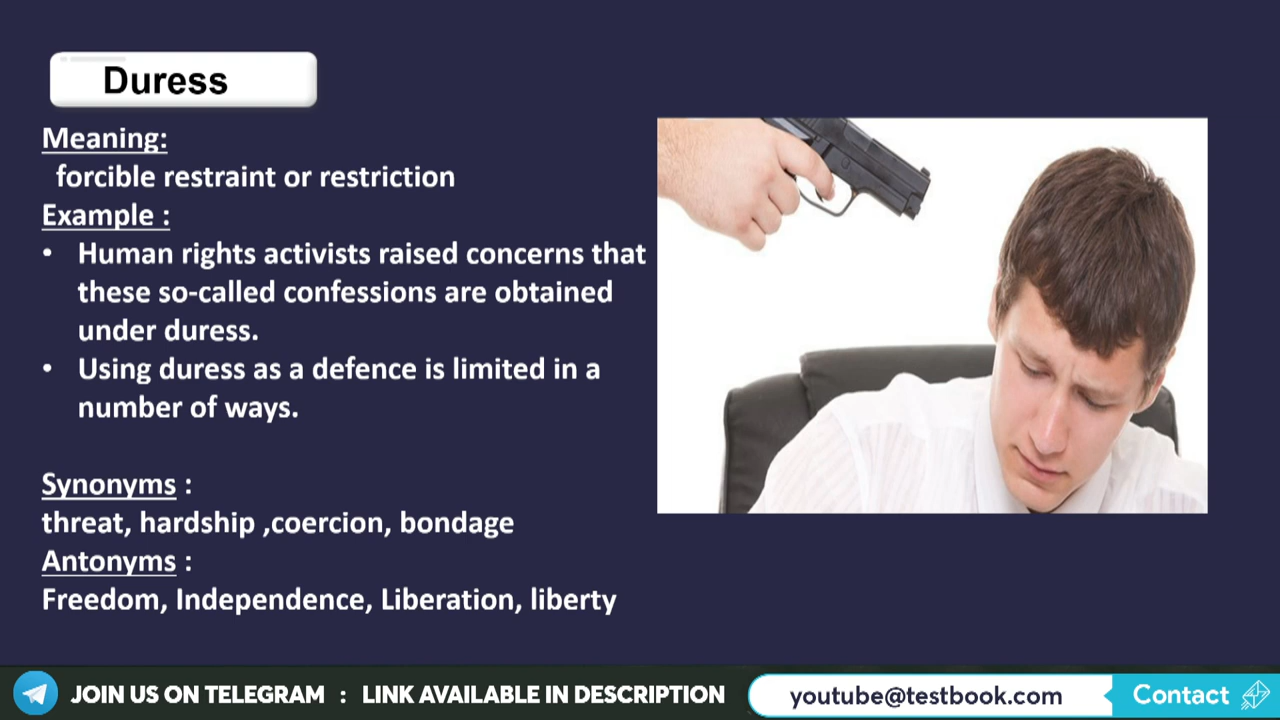 Duress
Meaning:
forcible restraint or restriction
Example :
• Human rights activists raised concerns that
these so-called confessions are obtained
under duress.
• Using duress as a defence is limited in a
number of ways.
Synonyms :
threat, hardship ,coercion, bondage
Antonyms :
Freedom, Independence, Liberation, liberty
JOIN US ON TELEGRAM : LINK AVAILABLE IN DESCRIPTION
youtube@testbook.com
Contact